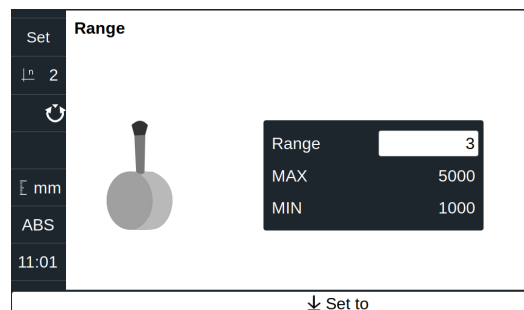 Set
Range
n 2
Range 3
MAX 5000
mm
MIN 1000
ABS
11:01
Set to